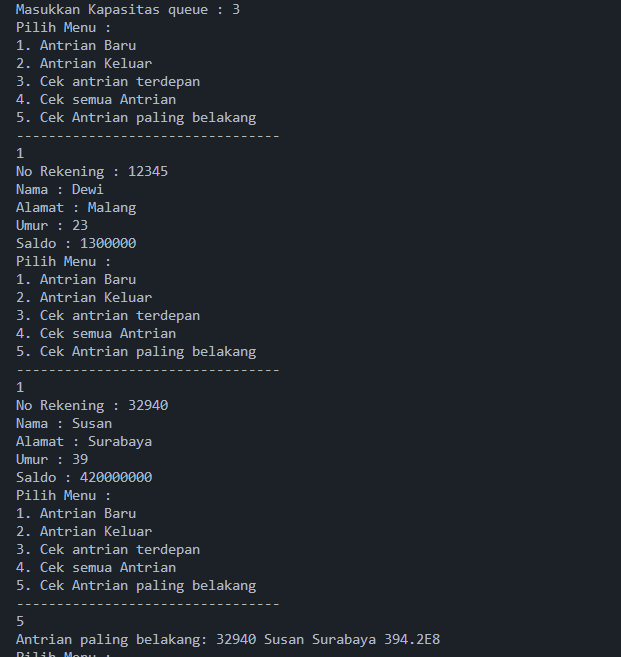 Masukkan Kapasitas queue : 3
Pilih Menu :
1. Antrian Baru
2. Antrian Keluar
3. Cek antrian terdepan
4. Cek semua Antrian
5. Cek Antrian paling belakang
---------------------------------
1
No Rekening : 12345
Nama : Dewi
Alamat : Malang
Umur : 23
Saldo : 1300000
Pilih Menu :
1. Antrian Baru
2. Antrian Keluar
3. Cek antrian terdepan
4. Cek semua Antrian
5. Cek Antrian paling belakang
---------------------------------
1
No Rekening : 32940
Nama : Susan
Alamat : Surabaya
Umur : 39
Saldo : 420000000
Pilih Menu :
1. Antrian Baru
2. Antrian Keluar
3. Cek antrian terdepan
4. Cek semua Antrian
5. Cek Antrian paling belakang
---------------------------------
5
Antrian paling belakang: 32940 Susan Surabaya 394.2E8
Pilih Menu :